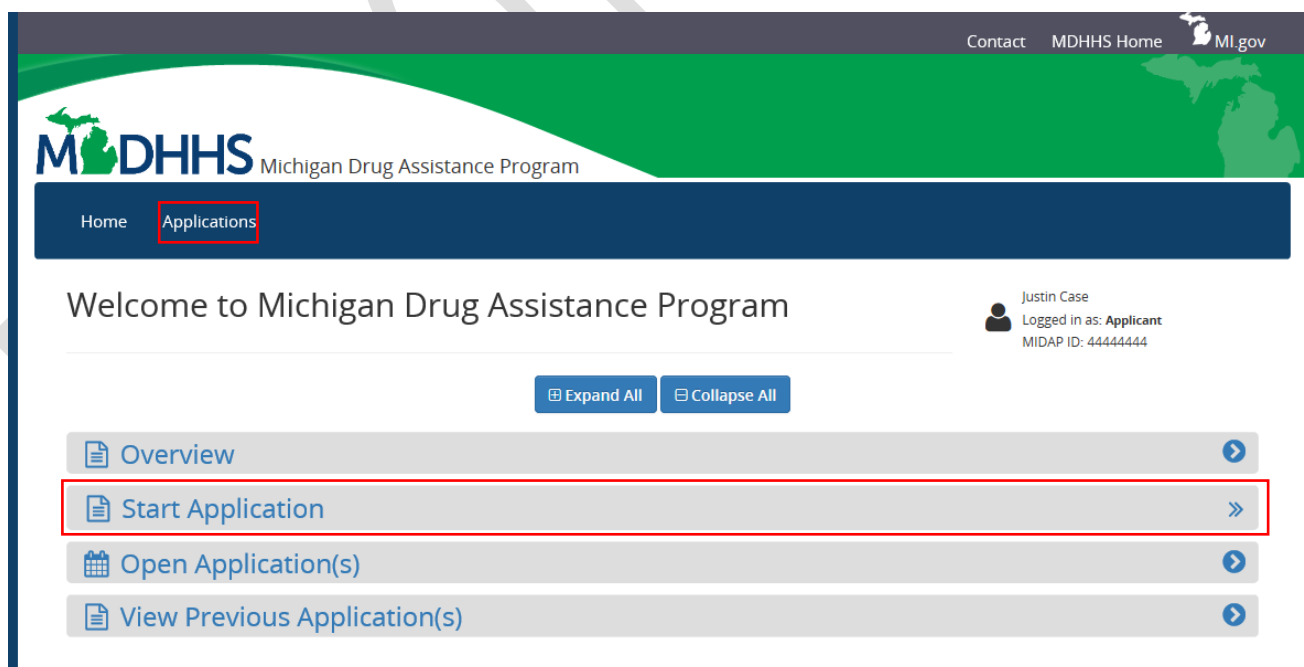 Contact MDHHS Home MI.gov
MDHHS Michigan Drug Assistance Program
Home Applications
Welcome to Michigan Drug Assistance Program
Justin Case
Logged in as: Applicant
MIDAP ID: 44444444
Expand All Collapse All
Overview
Start Application
Open Application(s)
View Previous Application(s)